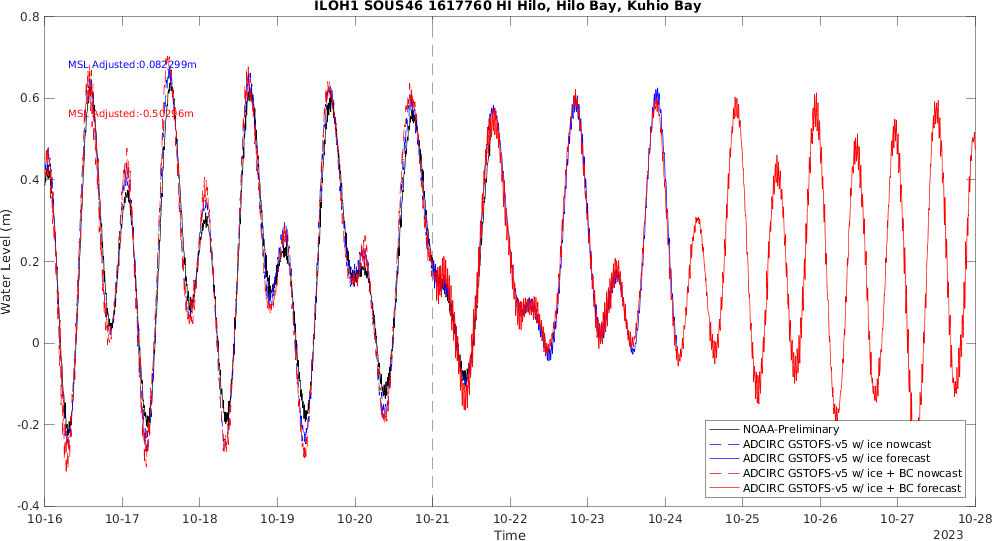 ILOH1 SOUS46 1617760 HI Hilo, Hilo Bay, Kuhio Bay
0.8
MSL Adjusted:0.082299m
0.6
MSL Adjusted:-0.50296m
0.4
Water Level (m)
0.2
0
-0.2
NOAA-Preliminary
ADCIRC GSTOFS-v5 w/ ice nowcast
ADCIRC GSTOFS-v5 w/ ice forecast
ADCIRC GSTOFS-v5 w/ ice + BC nowcast
ADCIRC GSTOFS-v5 w/ ice + BC forecast
-0.4
10-16 10-17 10-18 10-19 10-20 10-21 10-22 10-23 10-24 10-25 10-26 10-27 10-28
Time
2023